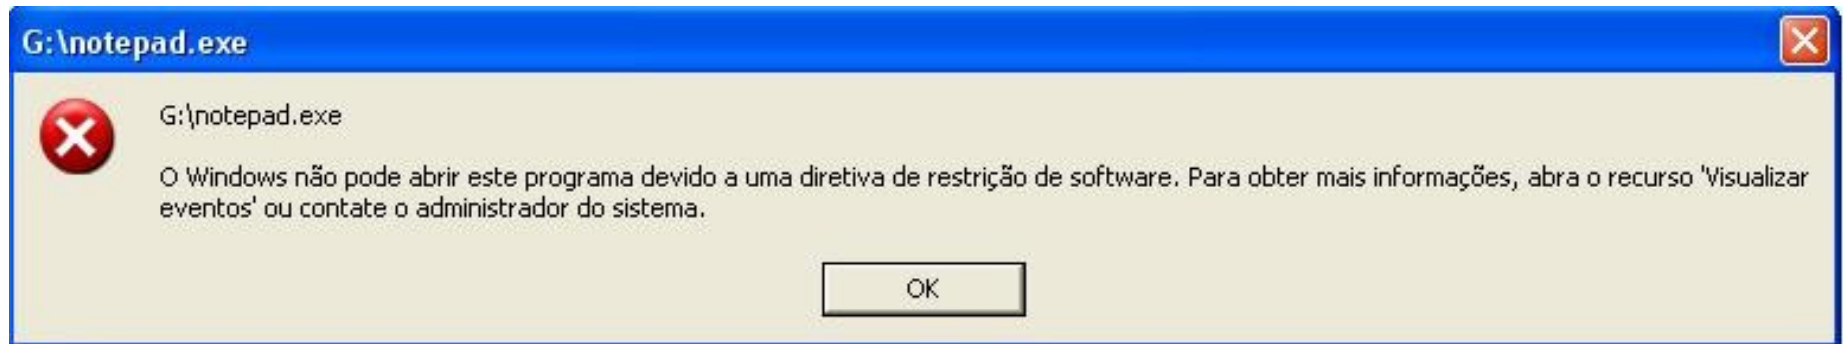 G:\notepad.exe
G:\notepad.exe
O Windows não pode abrir este programa devido a uma diretiva de restrição de software. Para obter mais informações, abra o recurso 'Visualizar
eventos' ou contate o administrador do sistema.
OK